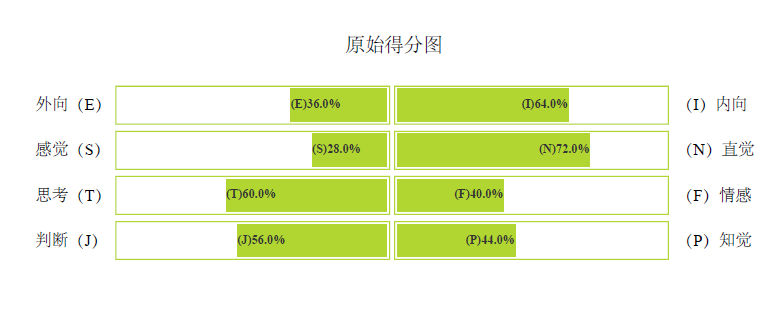 原始得分图
外向（E） (E)36.0% (I)64.0% （I）内向
感觉（S） (S)28.0% (N)72.0% （N）直觉
思考（T） (T)60.0% (F)40.0% （F）情感
判断（J） (J)56.0% (P)44.0% （P）知觉